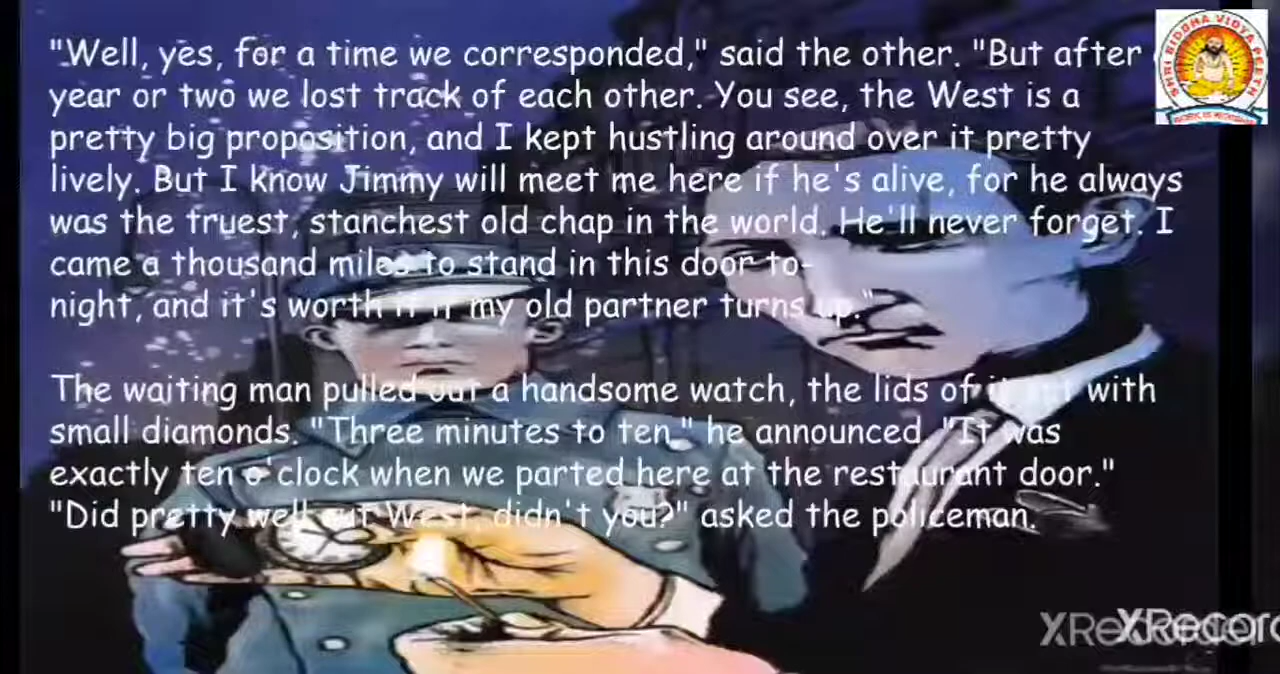 "Well, yes, for a time we corresponded," said the other. "But after
year or two we lost track of each other. You see, the West is a
pretty big proposition, and I kept hustling around over it pretty
lively. But I know Jimmy will meet me here if he's alive, for he always
was the truest, stanchest old chap in the world. He'll never forget. I
came a thousand miles to stand in this door to-
night, and it's worth it if my old partner turns up."
The waiting man pulled out a handsome watch, the lids of it set with
small diamonds. "Three minutes to ten," he announced. "It was
exactly ten o'clock when we parted here at the restaurant door."
"Did pretty well out West, didn't you?" asked the policeman.
SHRI SIDDHA VIDYA PEETH
XRecorder